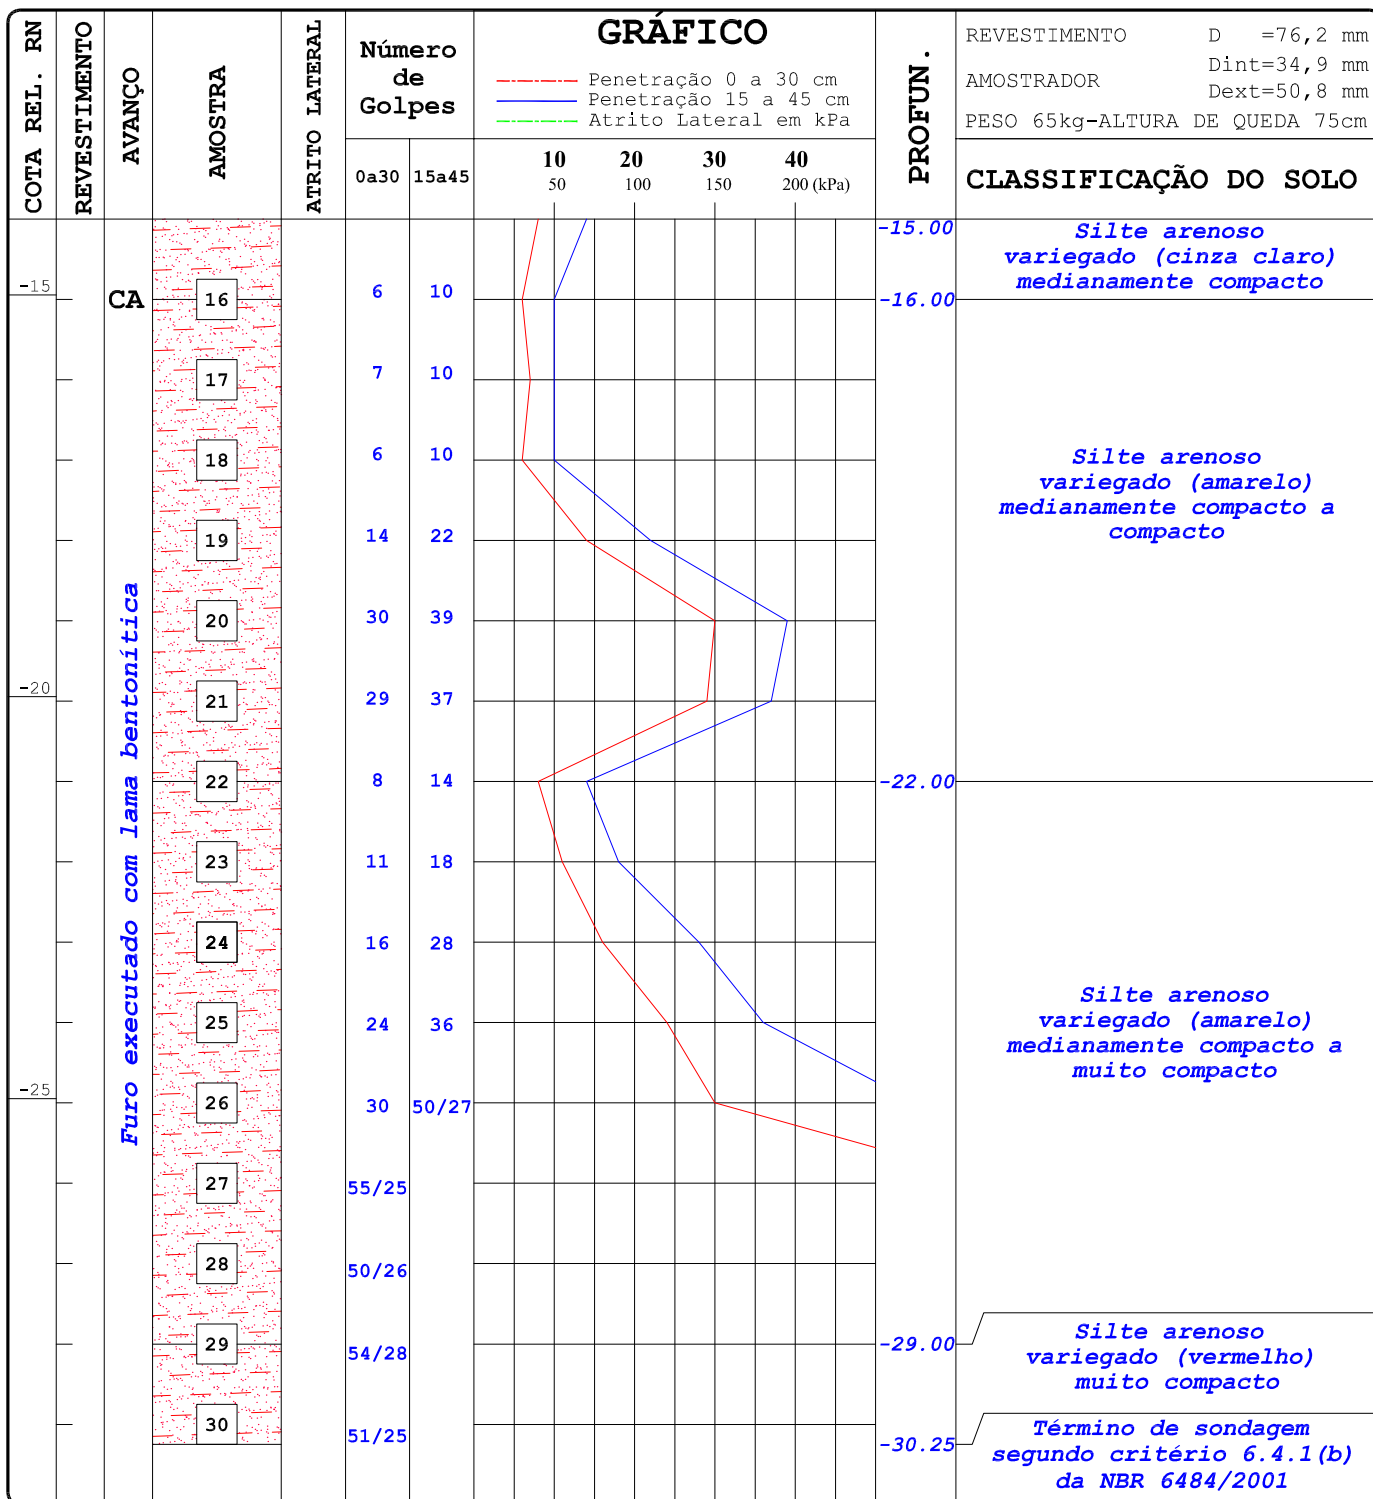 COTA REL. RN
REVESTIMENTO
AVANÇO
AMOSTRA
ATRITO LATERAL
Número
de
Golpes
0a30 15a45
GRÁFICO
Penetração 0 a 30 cm
Penetração 15 a 45 cm
Atrito Lateral em kPa
10 20 30 40
50 100 150 200 (kPa)
PROFUN.
REVESTIMENTO D =76,2 mm
AMOSTRADOR Dint=34,9 mm
Dext=50,8 mm
PESO 65kg-ALTURA DE QUEDA 75cm
CLASSIFICAÇÃO DO SOLO
-15.00
Silte arenoso
variegado (cinza claro)
medianamente compacto
-15
CA
16 6 10
-16.00
17 7 10
18 6 10
Silte arenoso
variegado (amarelo)
medianamente compacto a
compacto
19 14 22
Furo executado com lama bentonítica
20 30 39
-20
21 29 37
22 8 14
-22.00
23 11 18
24 16 28
25 24 36
Silte arenoso
variegado (amarelo)
medianamente compacto a
muito compacto
-25
26 30 50/27
27 55/25
28 50/26
29 54/28
-29.00
Silte arenoso
variegado (vermelho)
muito compacto
30 51/25
-30.25
Término de sondagem
segundo critério 6.4.1(b)
da NBR 6484/2001